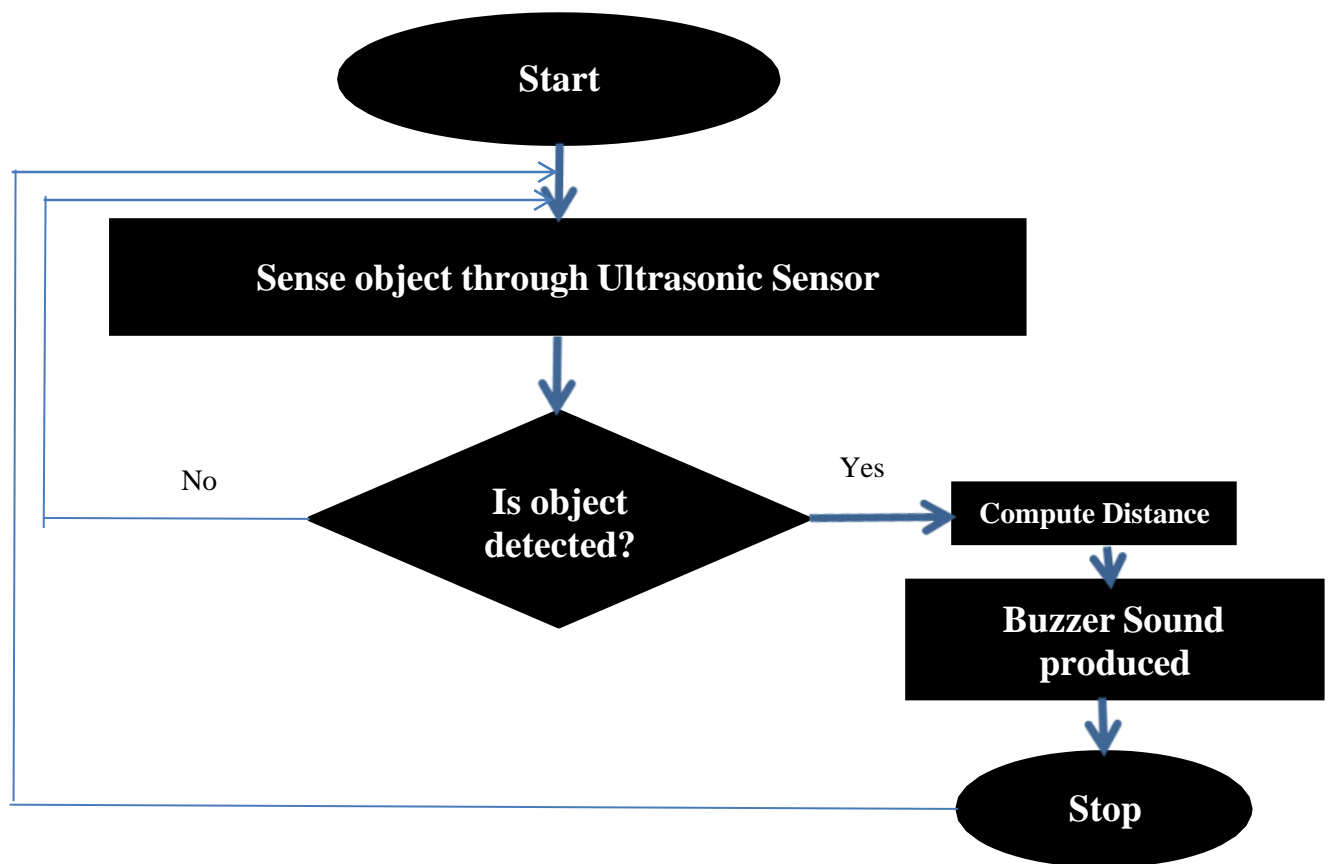 Start
Sense object through Ultrasonic Sensor
No
Yes
Is object
detected?
Compute Distance
Buzzer Sound
produced
Stop